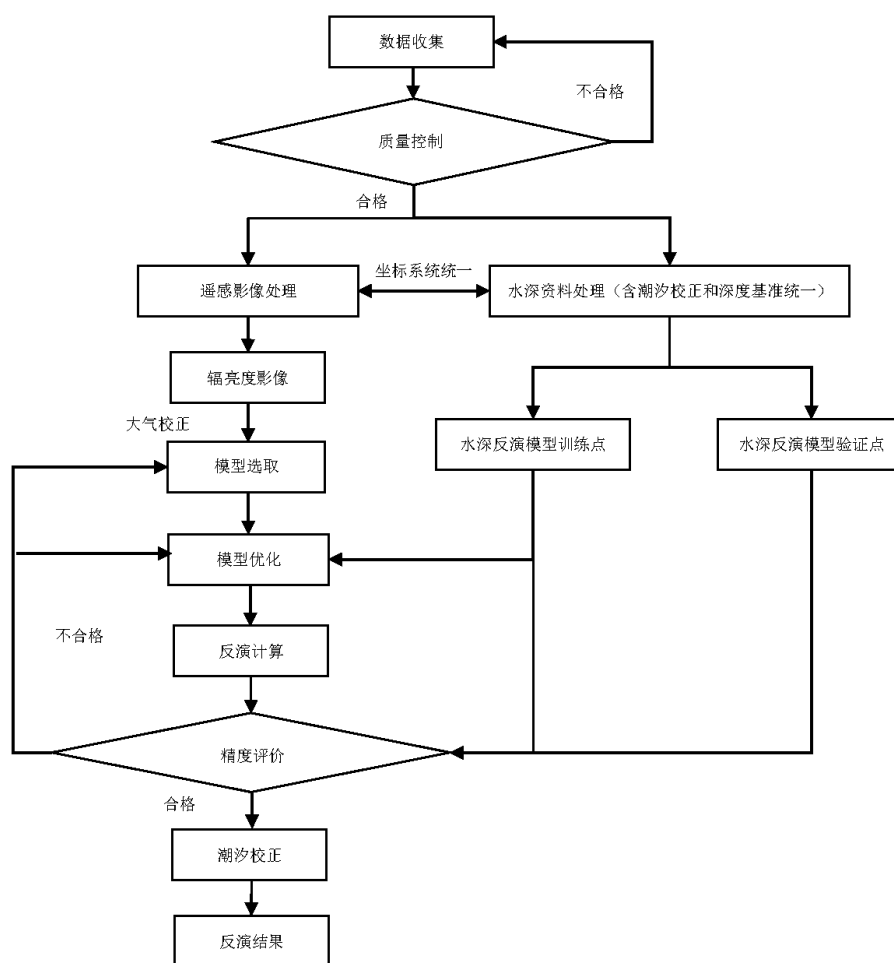 数据收集
不合格
质量控制
合格
坐标系统统一
遥感影像处理
水深资料处理（含潮汐校正和深度基准统一）
辐亮度影像
大气校正
水深反演模型训练点
水深反演模型验证点
模型选取
模型优化
不合格
反演计算
精度评价
合格
潮汐校正
反演结果